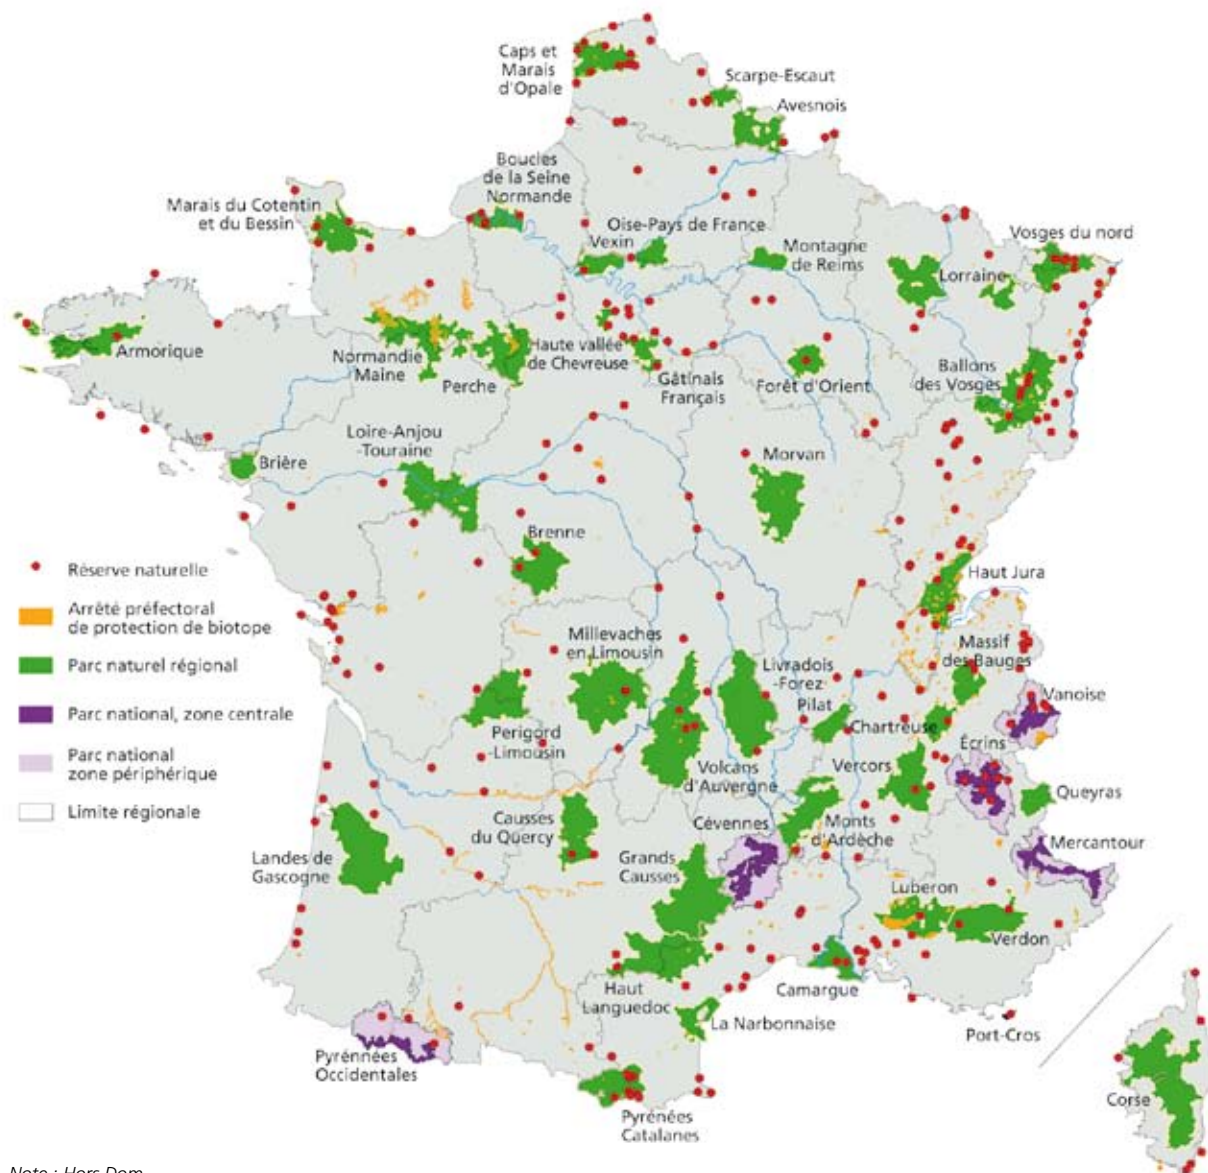 Caps et
Marais
d'Opale
Scarpe-Escaut
Avesnois
Boucles
de la Seine
Normande
Marais du Cotentin
et du Bessin
Oise-Pays de France
Vexin
Montagne
de Reims
Vosges du nord
Lorraine
Armorique
Normandie
Maine
Perche
Haute vallée
de Chevreuse
Gâtinais
Français
Forêt d'Orient
Ballons
des Vosges
Loire-Anjou
-Touraine
Brière
Morvan
Brenne
Haut Jura
Réserve naturelle
Arrêté préfectoral
de protection de biotope
Parc naturel régional
Parc national, zone centrale
Parc national
zone périphérique
Limite régionale
Millevaches
en Limousin
Massif
des Bauges
Livradois
-Forez
Pilat
Vanoise
Chartreuse
Perigord
-Limousin
Écrins
Volcans
d'Auvergne
Vercors
Queyras
Causses
du Quercy
Cévennes
Monts
d'Ardèche
Mercantour
Landes de
Gascogne
Grands
Causses
Luberon
Verdon
Haut
Languedoc
Camargue
La Narbonnaise
Port-Cros
Pyrénnées
Occidentales
Corse
Pyrénées
Catalanes
Note : Hors Dom